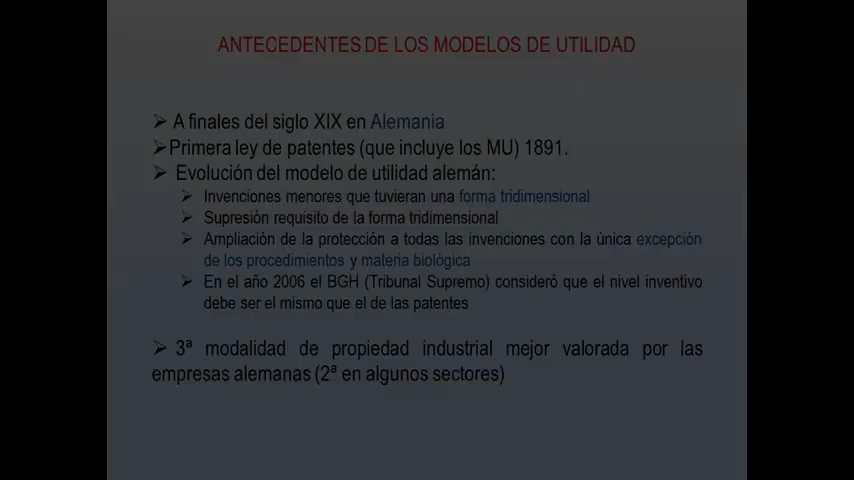 ANTECEDENTES DE LOS MODELOS DE UTILIDAD
➢ A finales del siglo XIX en Alemania
➢Primera ley de patentes (que incluye los MU) 1891.
➢ Evolución del modelo de utilidad alemán:
➢ Invenciones menores que tuvieran una forma tridimensional
➢ Supresión requisito de la forma tridimensional
➢ Ampliación de la protección a todas las invenciones con la única excepción
de los procedimientos y materia biológica
➢ En el año 2006 el BGH (Tribunal Supremo) consideró que el nivel inventivo
debe ser el mismo que el de las patentes
➢ 3ª modalidad de propiedad industrial mejor valorada por las
empresas alemanas (2ª en algunos sectores)